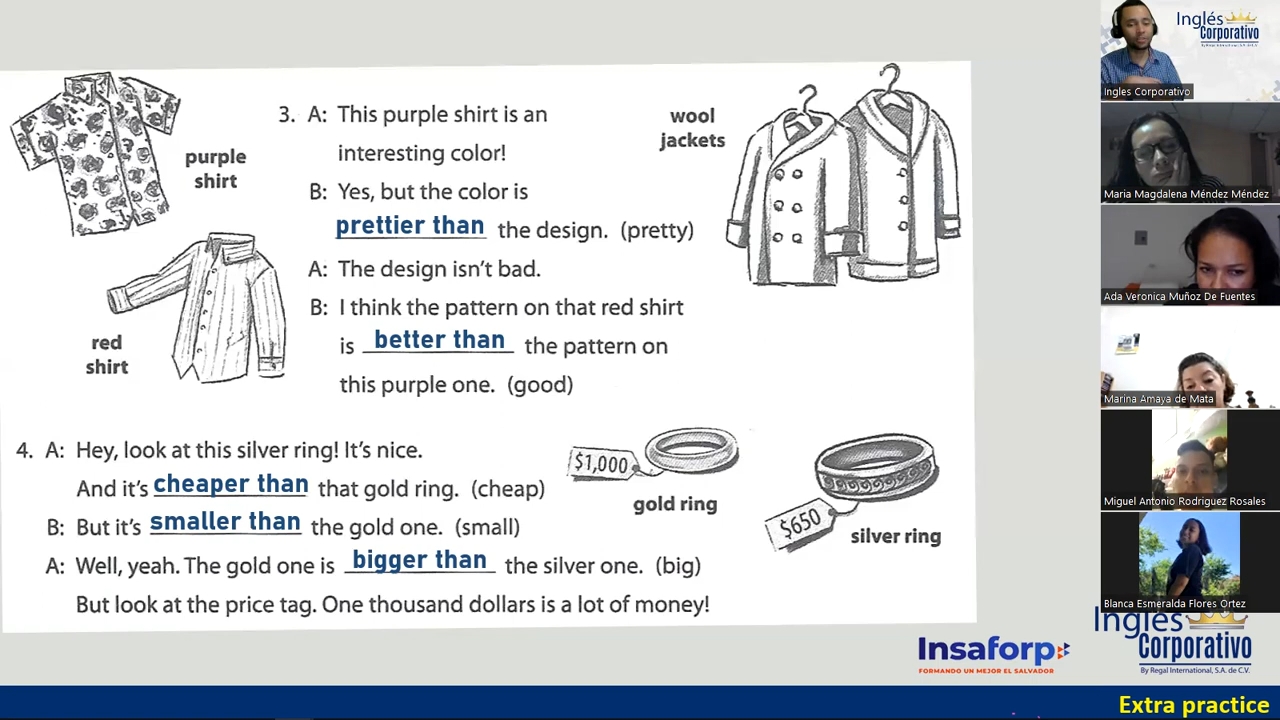 3. A: This purple shirt is an
interesting color!
B: Yes, but the color is
prettier than the design. (pretty)
A: The design isn't bad.
B: I think the pattern on that red shirt
is better than the pattern on
this purple one. (good)
purple
shirt
red
shirt
wool
jackets
4. A: Hey, look at this silver ring! It's nice.
And it's cheaper than that gold ring. (cheap)
B: But it's smaller than the gold one. (small)
A: Well, yeah. The gold one is bigger than the silver one. (big)
But look at the price tag. One thousand dollars is a lot of money!
$1,000
gold ring
$650
silver ring
Insaforp
FORMANDO UN MEJOR EL SALVADOR
Inglés
Corporativo
By Regal International, S.A. de C.V.
Extra practice
Inglés
Corporativo
By Regal International, S.A. de C.V.
Ingles Corporativo
Maria Magdalena Méndez Méndez
Ada Veronica Muñoz De Fuentes
Marina Amaya de Mata
Miguel Antonio Rodriguez Rosales
Blanca Esmeralda Flores Ortez